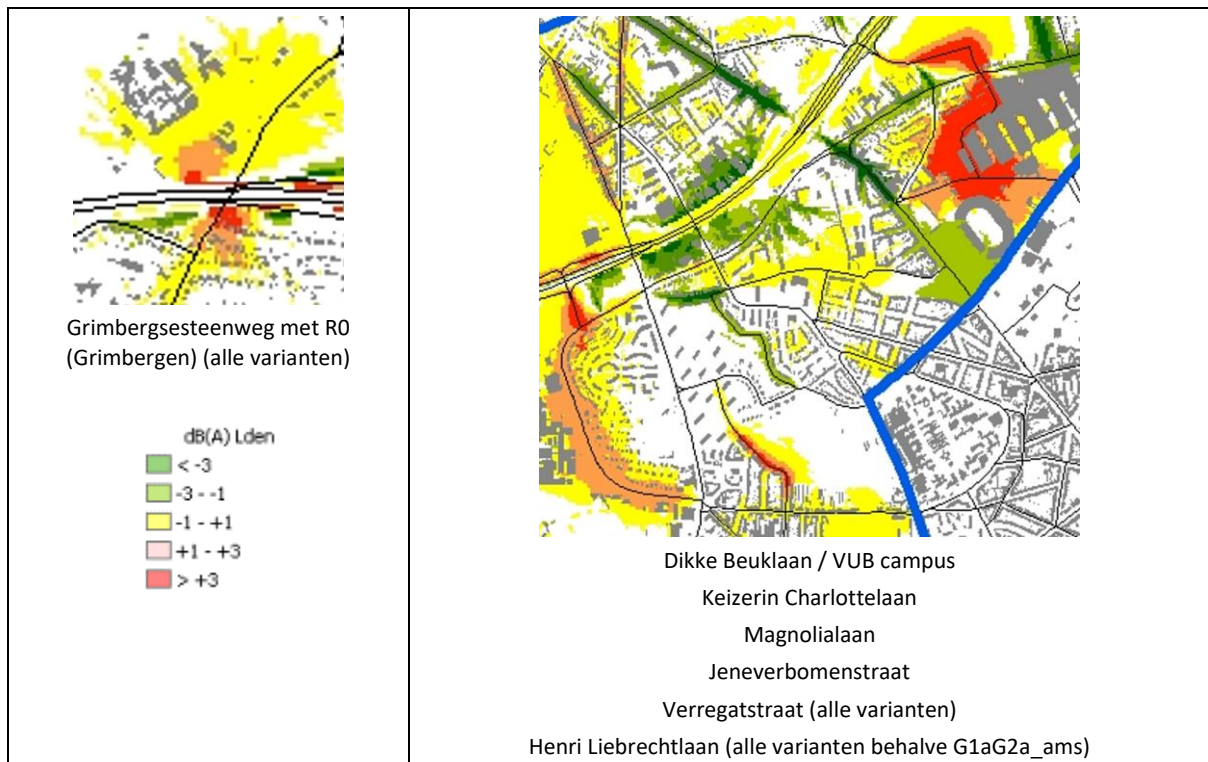 Grimbergsesteenweg met R0
(Grimbergen) (alle varianten)
dB(A) Lden
< -3
-3 - -1
-1 - +1
+1 - +3
> +3
Dikke Beuklaan / VUB campus
Keizerin Charlottelaan
Magnolialaan
Jeneverbomenstraat
Verregatstraat (alle varianten)
Henri Liebrechtlaan (alle varianten behalve G1aG2a_ams)